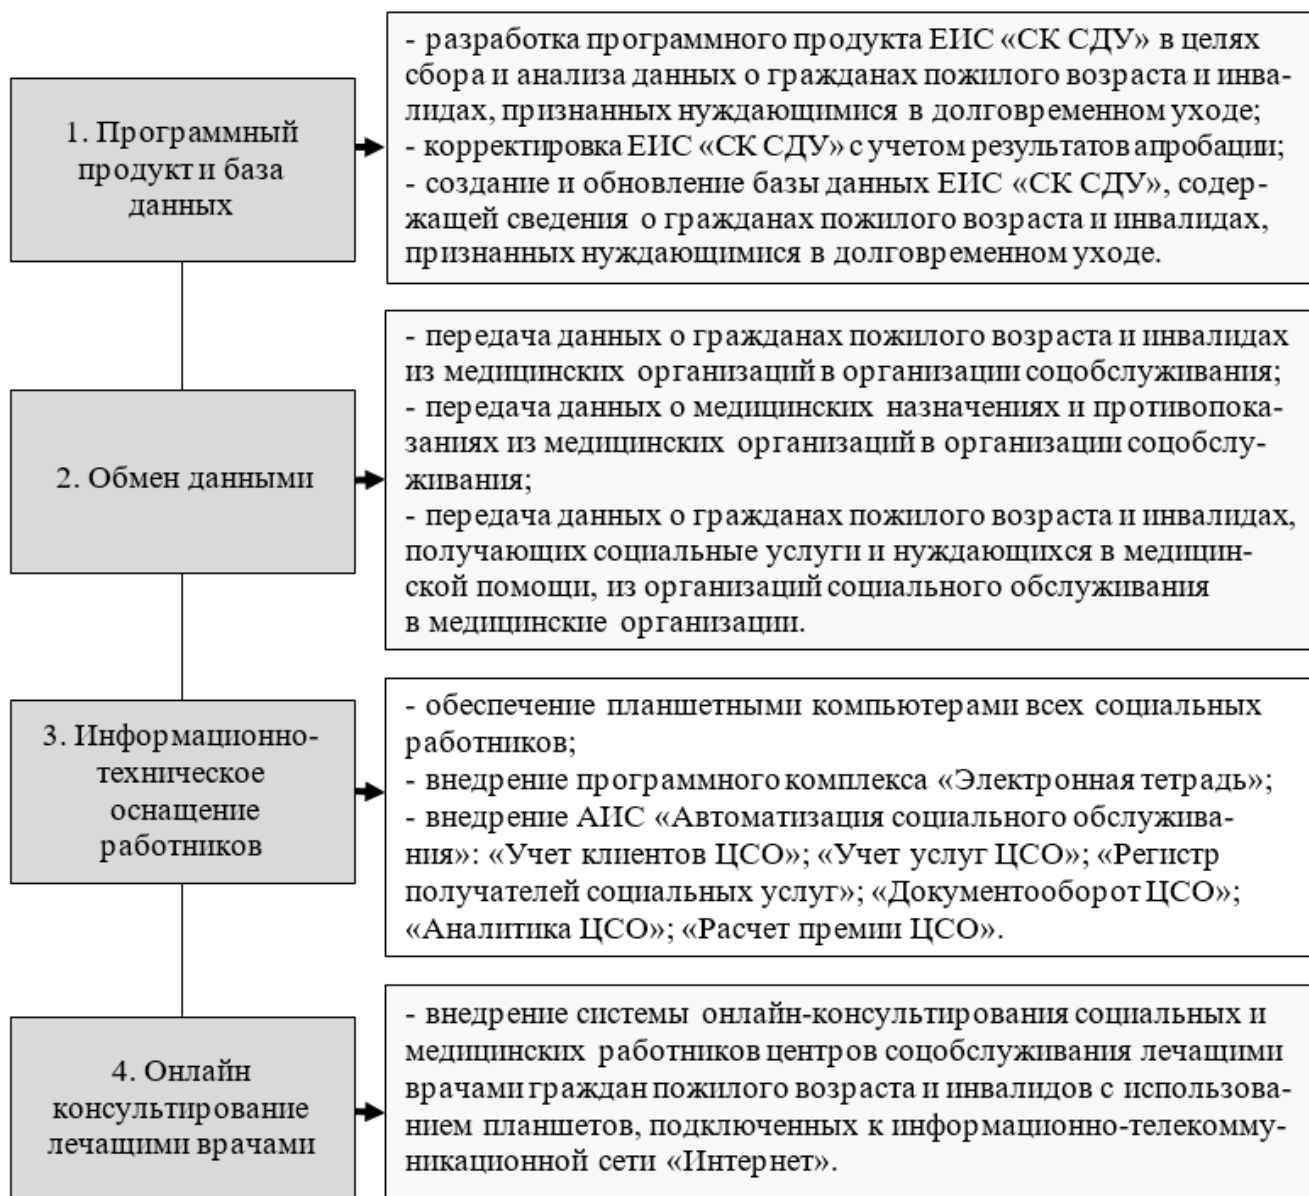 1. Программный
продукт и база
данных
- разработка программного продукта ЕИС «СК СДУ» в целях
сбора и анализа данных о гражданах пожилого возраста и инва-
лидах, признанных нуждающимися в долговременном уходе;
- корректировка ЕИС «СК СДУ» с учетом результатов апробации;
- создание и обновление базы данных ЕИС «СК СДУ», содер-
жащей сведения о гражданах пожилого возраста и инвалидах,
признанных нуждающимися в долговременном уходе.
2. Обмен данными
- передача данных о гражданах пожилого возраста и инвалидах
из медицинских организаций в организации соцобслуживания;
- передача данных о медицинских назначениях и противопока-
заниях из медицинских организаций в организации соцобслу-
живания;
- передача данных о гражданах пожилого возраста и инвалидах,
получающих социальные услуги и нуждающихся в медицин-
ской помощи, из организаций социального обслуживания
в медицинские организации.
3. Информационно-
техническое
оснащение
работников
- обеспечение планшетными компьютерами всех социальных
работников;
- внедрение программного комплекса «Электронная тетрадь»;
- внедрение АИС «Автоматизация социального обслужива-
ния»: «Учет клиентов ЦСО»; «Учет услуг ЦСО»; «Регистр
получателей социальных услуг»; «Документооборот ЦСО»;
«Аналитика ЦСО»; «Расчет премии ЦСО».
4. Онлайн
консультирование
лечащими врачами
- внедрение системы онлайн-консультирования социальных и
медицинских работников центров соцобслуживания лечащими
врачами граждан пожилого возраста и инвалидов с использова-
нием планшетов, подключенных к информационно-телекомму-
никационной сети «Интернет».